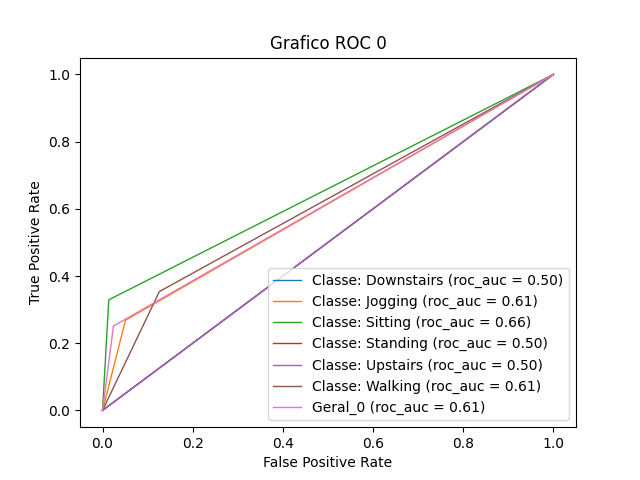 Grafico ROC 0
True Positive Rate
1.0
0.8
0.6
0.4
0.2
0.0
Classe: Downstairs (roc_auc = 0.50)
Classe: Jogging (roc_auc = 0.61)
Classe: Sitting (roc_auc = 0.66)
Classe: Standing (roc_auc = 0.50)
Classe: Upstairs (roc_auc = 0.50)
Classe: Walking (roc_auc = 0.61)
Geral_0 (roc_auc = 0.61)
0.0 0.2 0.4 0.6 0.8 1.0
False Positive Rate